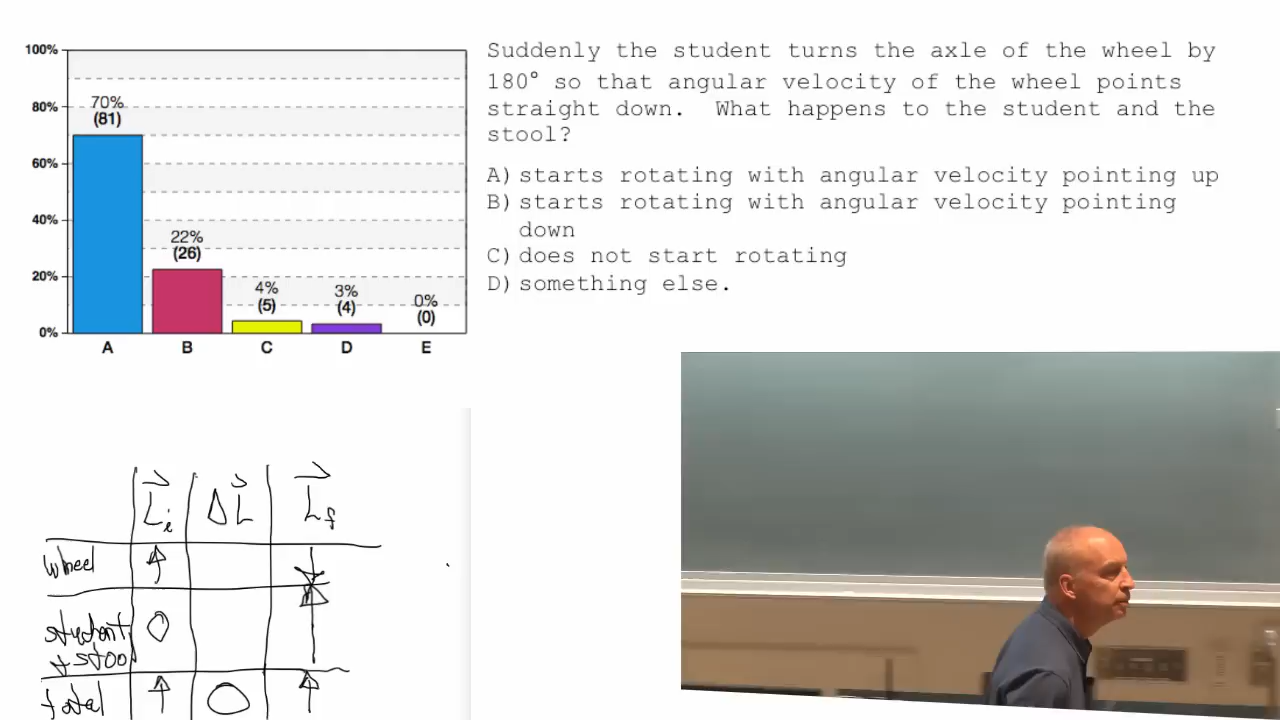 100%
80%
60%
40%
20%
0%
70%
(81)
22%
(26)
4%
(5)
3%
(4)
0%
(0)
A B C D E
Suddenly the student turns the axle of the wheel by
180° so that angular velocity of the wheel points
straight down. What happens to the student and the
stool?
A) starts rotating with angular velocity pointing up
B) starts rotating with angular velocity pointing
down
C) does not start rotating
D) something else.
L⃗i ΔL⃗ L⃗f
wheel ↑ ↓
student 0 ↑
+ stool
total ↑ 0 ↑